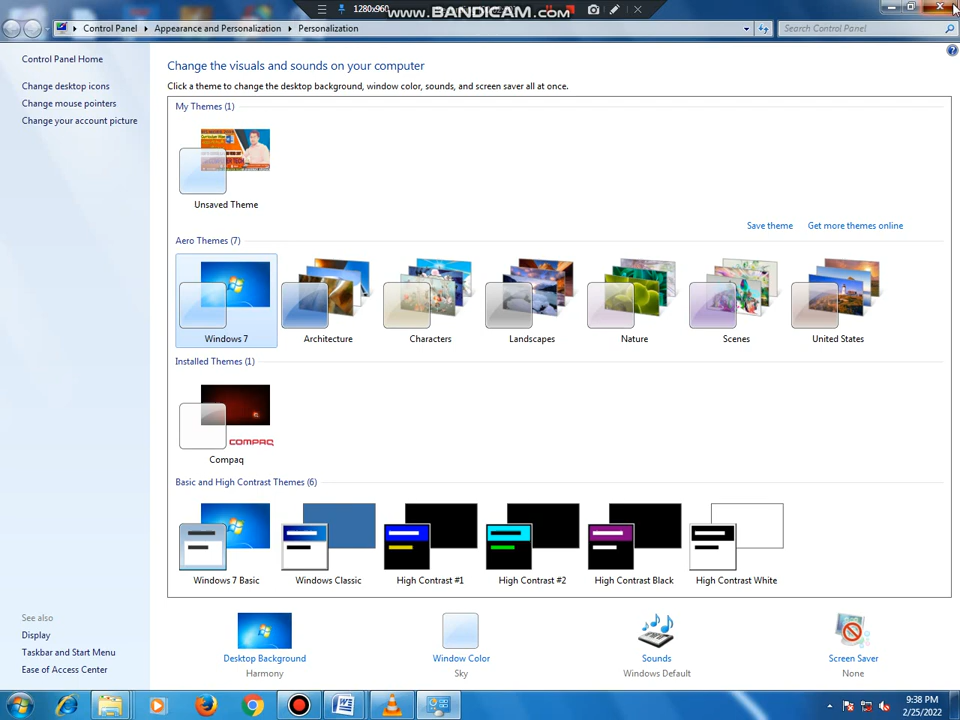 1280x960
www.BANDICAM.com
Control Panel
Appearance and Personalization
Personalization
Search Control Panel
Control Panel Home
Change desktop icons
Change mouse pointers
Change your account picture
Change the visuals and sounds on your computer
Click a theme to change the desktop background, window color, sounds, and screen saver all at once.
My Themes (1)
Unsaved Theme
Save theme
Get more themes online
Aero Themes (7)
Windows 7
Architecture
Characters
Landscapes
Nature
Scenes
United States
Installed Themes (1)
COMPAQ
Compaq
Basic and High Contrast Themes (6)
Windows 7 Basic
Windows Classic
High Contrast #1
High Contrast #2
High Contrast Black
High Contrast White
See also
Display
Taskbar and Start Menu
Ease of Access Center
Desktop Background
Harmony
Window Color
Sky
Sounds
Windows Default
Screen Saver
None
9:38 PM
2/25/2022